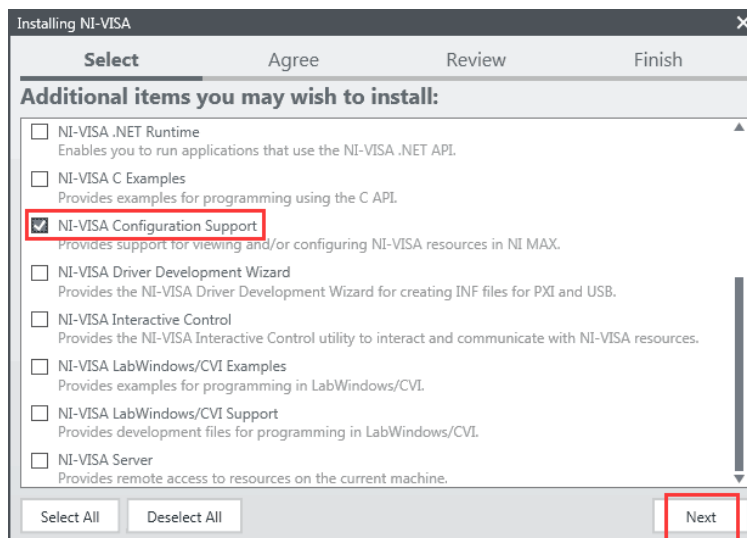 Installing NI-VISA
Select Agree Review Finish
Additional items you may wish to install:
NI-VISA .NET Runtime
Enables you to run applications that use the NI-VISA .NET API.
NI-VISA C Examples
Provides examples for programming using the C API.
NI-VISA Configuration Support
Provides support for viewing and/or configuring NI-VISA resources in NI MAX.
NI-VISA Driver Development Wizard
Provides the NI-VISA Driver Development Wizard for creating INF files for PXI and USB.
NI-VISA Interactive Control
Provides the NI-VISA Interactive Control utility to interact and communicate with NI-VISA resources.
NI-VISA LabWindows/CVI Examples
Provides examples for programming in LabWindows/CVI.
NI-VISA LabWindows/CVI Support
Provides development files for programming in LabWindows/CVI.
NI-VISA Server
Provides remote access to resources on the current machine.
Select All Deselect All Next